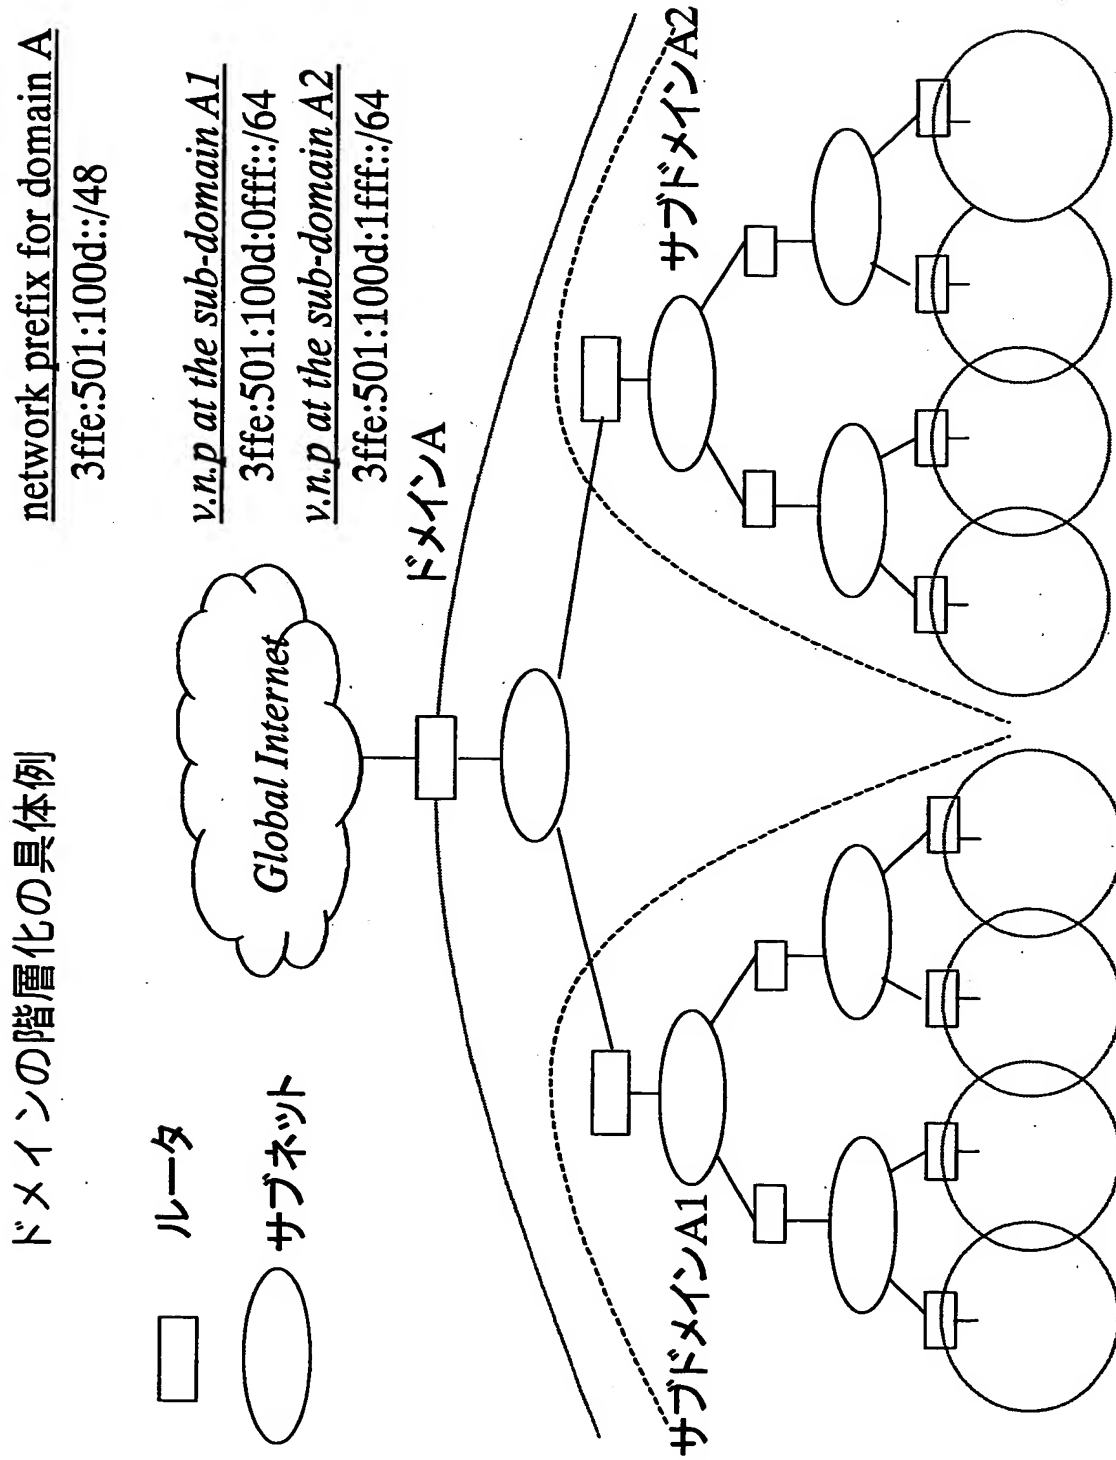 ドメインの階層化の具体例
network prefix for domain A
3ffe:501:100d::/48
ルータ
サブネット
Global Internet
v.n.p at the sub-domain A1
3ffe:501:100d:0fff::/64
v.n.p at the sub-domain A2
3ffe:501:100d:1fff::/64
ドメインA
サブドメインA1
サブドメインA2